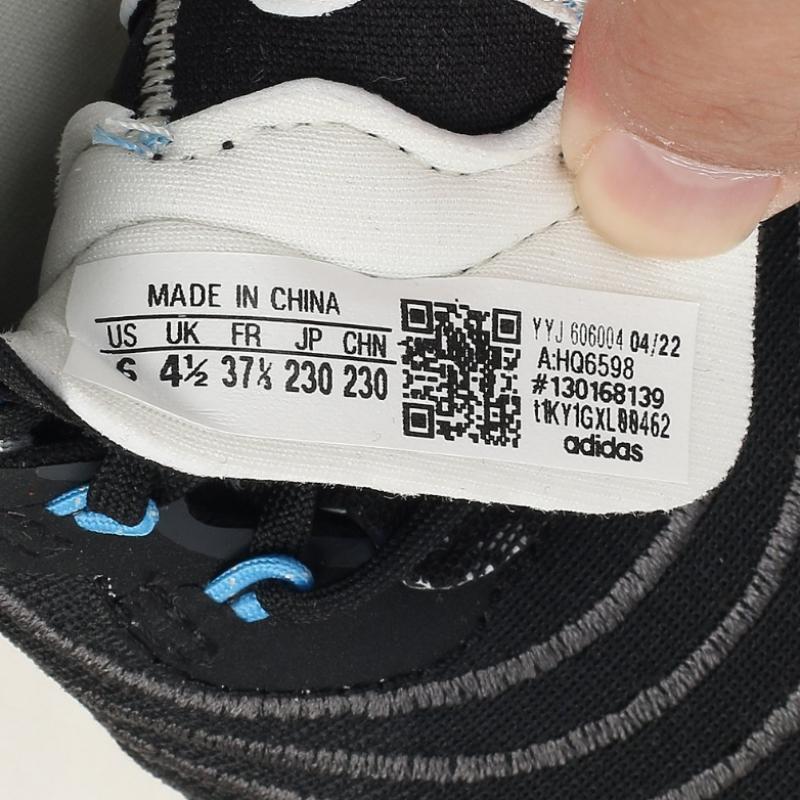 MADE IN CHINA
US UK FR JP CHN
6 4½ 37⅓ 230 230
YYJ 606004 04/22
A:HQ6598
#130168139
adidas